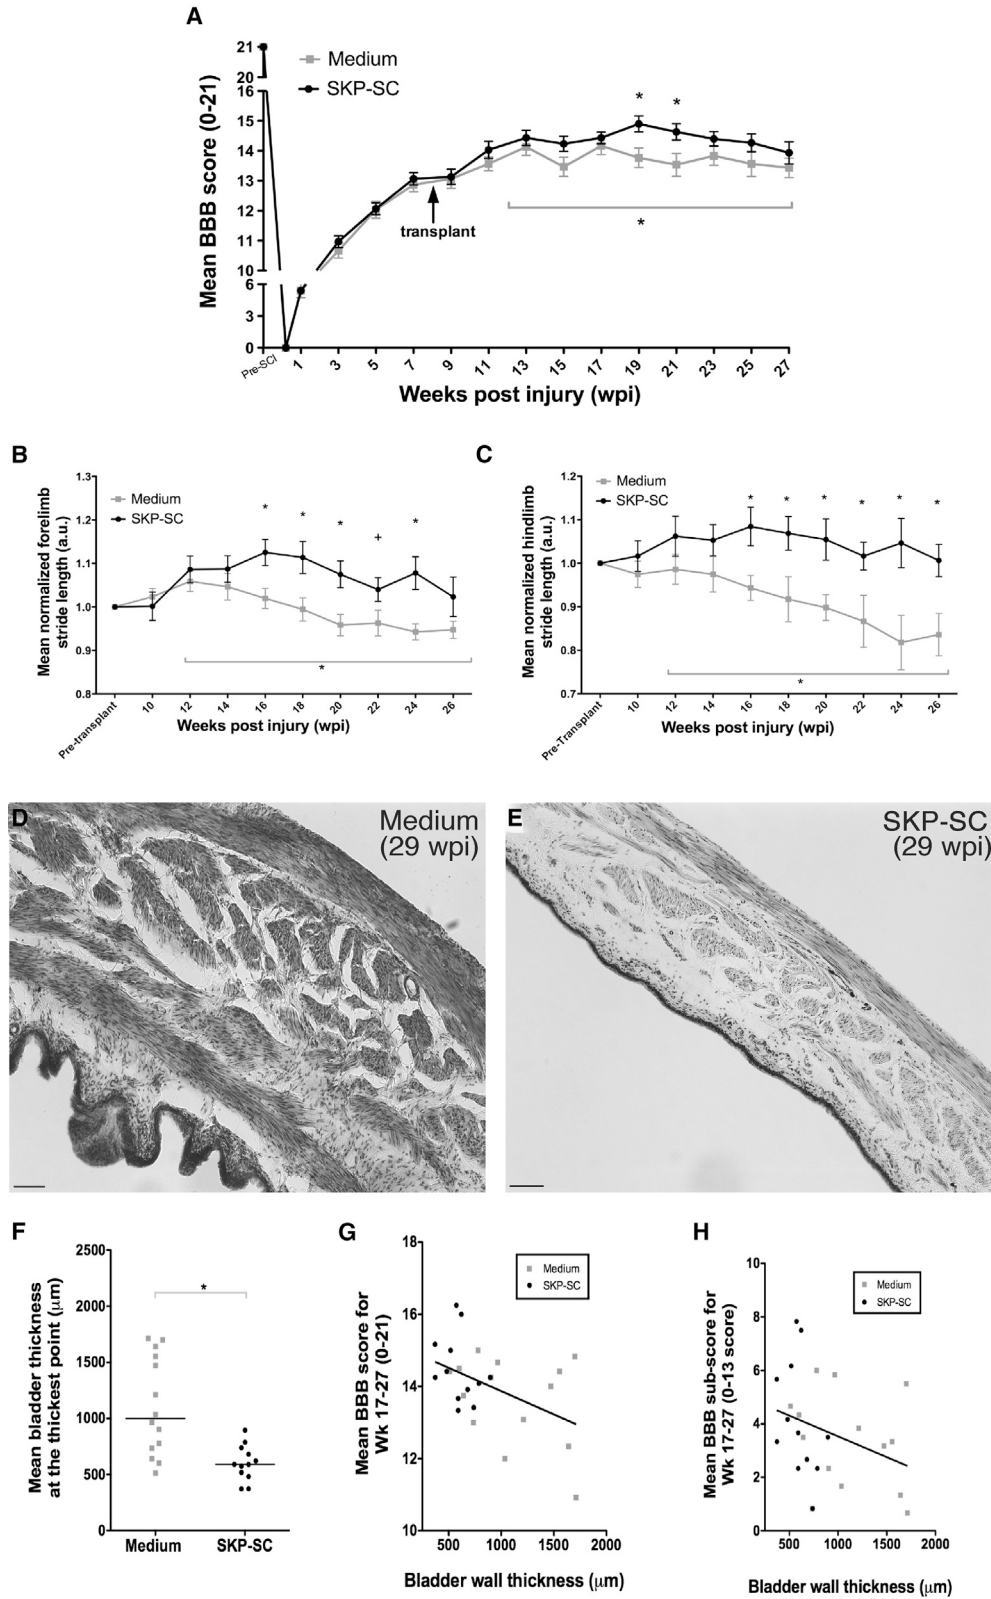 A
Medium
SKP-SC
Mean BBB score (0-21)
21
20
16
15
14
13
12
11
10
6
3
0
* *
transplant
*
Pre-SCI 1 3 5 7 9 11 13 15 17 19 21 23 25 27
Weeks post injury (wpi)
B
Medium
SKP-SC
Mean normalized forelimb
stride length (a.u.)
1.3
1.2
1.1
1.0
0.9
0.8
* * * + *
*
Pre-transplant 10 12 14 16 18 20 22 24 26
Weeks post injury (wpi)
C
Medium
SKP-SC
Mean normalized hindlimb
stride length (a.u.)
1.2
1.1
1.0
0.9
0.8
0.7
* * * * * *
*
Pre-Transplant 10 12 14 16 18 20 22 24 26
Weeks post injury (wpi)
D
Medium
(29 wpi)
E
SKP-SC
(29 wpi)
F
Mean bladder thickness
at the thickest point (μm)
2500
2000
1500
1000
500
0
*
Medium SKP-SC
G
Medium
SKP-SC
Mean BBB score for
Wk 17-27 (0-21)
18
16
14
12
10
500 1000 1500 2000
Bladder wall thickness (μm)
H
Medium
SKP-SC
Mean BBB sub-score for
Wk 17-27 (0-13 score)
10
8
6
4
2
0
500 1000 1500 2000
Bladder wall thickness (μm)